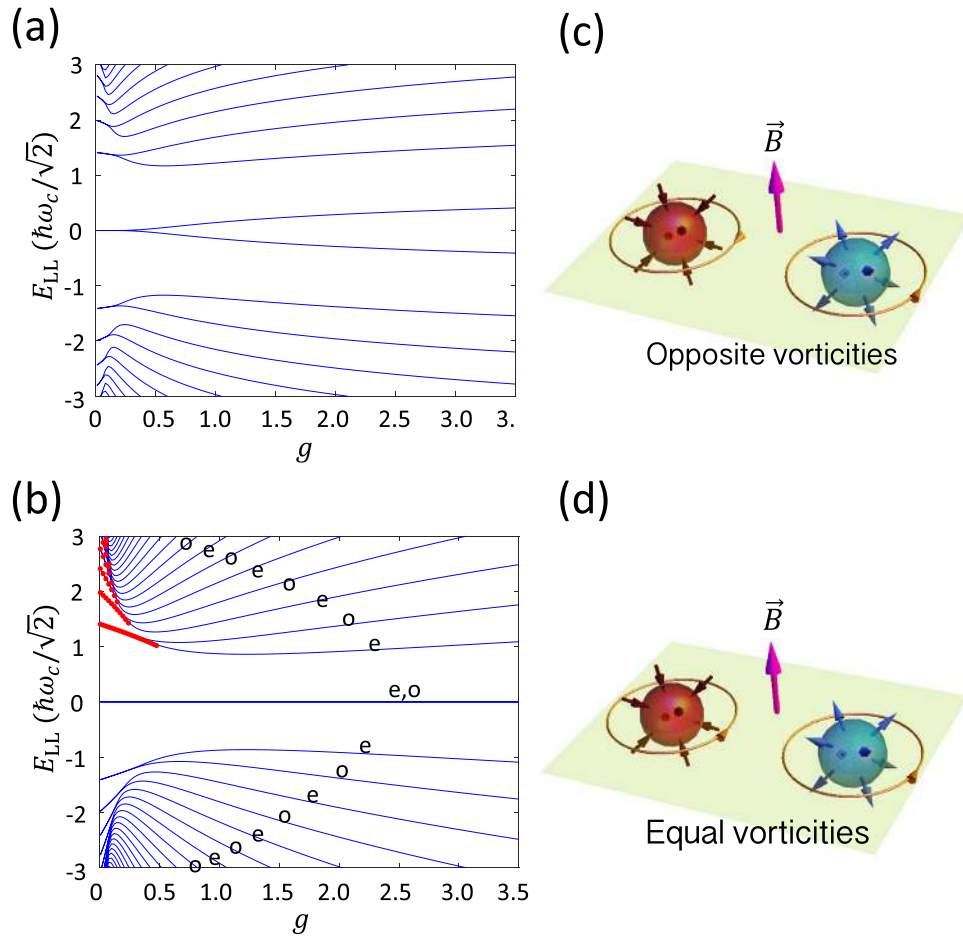 (a)
3
2
1
0
-1
-2
-3
E_LL (ℏω_c/√2)
0 0.5 1.0 1.5 2.0 2.5 3.0 3.
g
(c)
B⃗
Opposite vorticities
(b)
3
2
1
0
-1
-2
-3
E_LL (ℏω_c/√2)
o e o e o e o e
e,o
e o e o e o e o
0 0.5 1.0 1.5 2.0 2.5 3.0 3.5
g
(d)
B⃗
Equal vorticities